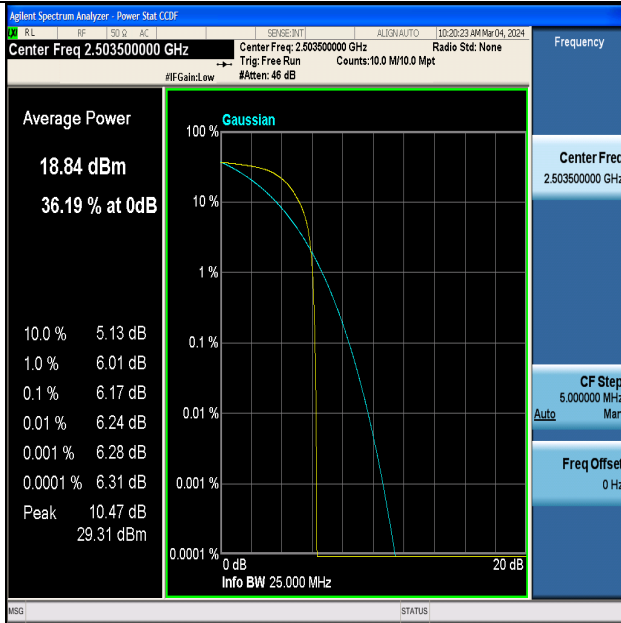 Agilent Spectrum Analyzer - Power Stat CCDF
LXI RL RF 50 Ω AC SENSE:INT ALIGN AUTO 10:20:23 AM Mar 04, 2024
Center Freq 2.503500000 GHz
Center Freq: 2.503500000 GHz Radio Std: None
Trig: Free Run Counts:10.0 M/10.0 Mpt
#IFGain:Low #Atten: 46 dB
Frequency
Average Power
18.84 dBm
36.19 % at 0dB
10.0 % 5.13 dB
1.0 % 6.01 dB
0.1 % 6.17 dB
0.01 % 6.24 dB
0.001 % 6.28 dB
0.0001 % 6.31 dB
Peak 10.47 dB
29.31 dBm
Gaussian
100 %
10 %
1 %
0.1 %
0.01 %
0.001 %
0.0001 %
0 dB 20 dB
Info BW 25.000 MHz
Center Freq
2.503500000 GHz
CF Step
5.000000 MHz
Auto Man
Freq Offset
0 Hz
MSG STATUS